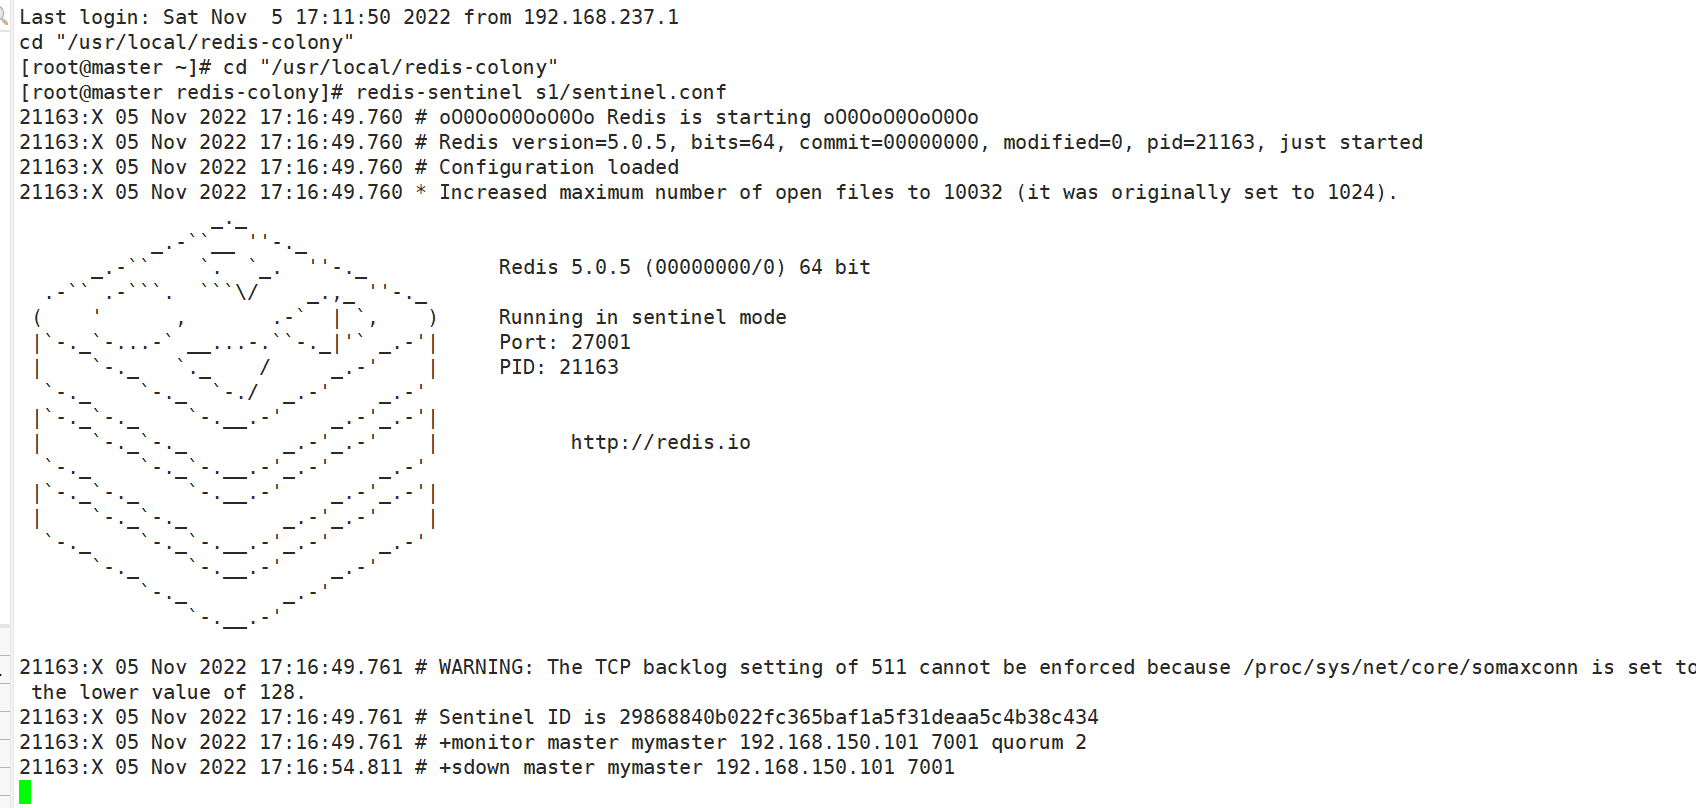 Last login: Sat Nov  5 17:11:50 2022 from 192.168.237.1
cd "/usr/local/redis-colony"
[root@master ~]# cd "/usr/local/redis-colony"
[root@master redis-colony]# redis-sentinel s1/sentinel.conf
21163:X 05 Nov 2022 17:16:49.760 # oO0OoO0OoO0Oo Redis is starting oO0OoO0OoO0Oo
21163:X 05 Nov 2022 17:16:49.760 # Redis version=5.0.5, bits=64, commit=00000000, modified=0, pid=21163, just started
21163:X 05 Nov 2022 17:16:49.760 # Configuration loaded
21163:X 05 Nov 2022 17:16:49.760 * Increased maximum number of open files to 10032 (it was originally set to 1024).
Redis 5.0.5 (00000000/0) 64 bit
Running in sentinel mode
Port: 27001
PID: 21163
http://redis.io
21163:X 05 Nov 2022 17:16:49.761 # WARNING: The TCP backlog setting of 511 cannot be enforced because /proc/sys/net/core/somaxconn is set to
 the lower value of 128.
21163:X 05 Nov 2022 17:16:49.761 # Sentinel ID is 29868840b022fc365baf1a5f31deaa5c4b38c434
21163:X 05 Nov 2022 17:16:49.761 # +monitor master mymaster 192.168.150.101 7001 quorum 2
21163:X 05 Nov 2022 17:16:54.811 # +sdown master mymaster 192.168.150.101 7001